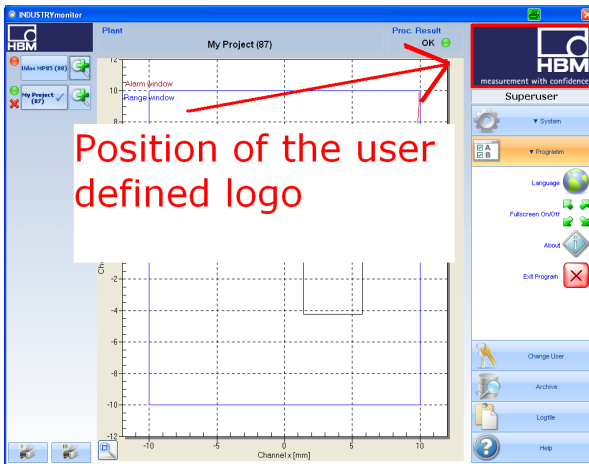 INDUSTRYmonitor
HBM
Plant
My Project (87)
Proc. Result
OK
HBM
measurement with confidence
Superuser
Udos MP85 (88)
My Project
(87)
12
Alarm window
10
Range window
8
Position of the user
defined logo
Ch
-2
-4
-6
-8
-10
-12
-10
-5
0
5
10
Channel x [mm]
▼ System
A
B
▼ Programm
Language
Fullscreen On/Off
About
Exit Program
Change User
Archive
Logfile
Help